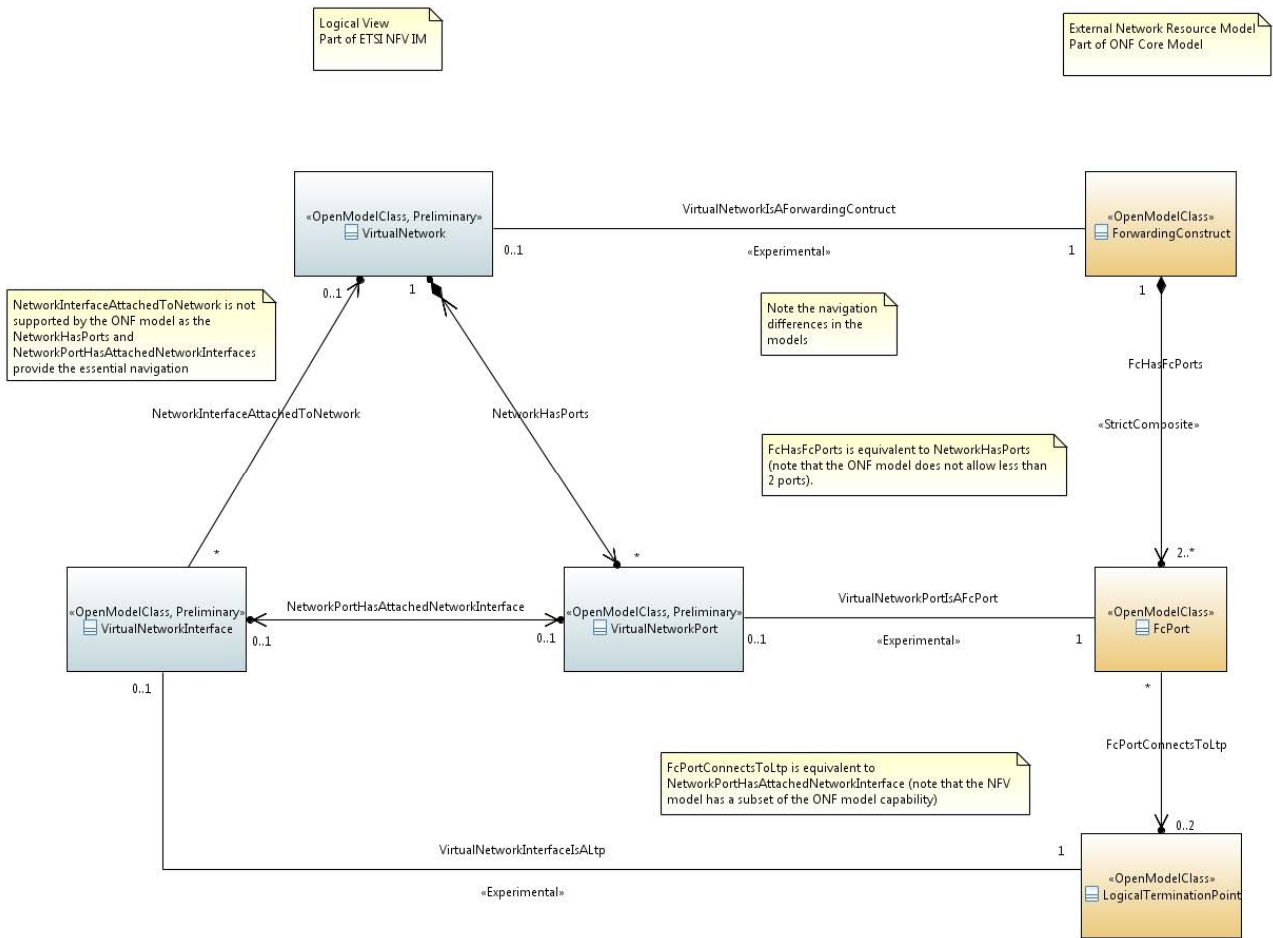 Logical View
Part of ETSI NFV IM
External Network Resource Model
Part of ONF Core Model
«OpenModelClass, Preliminary»
VirtualNetwork
VirtualNetworkIsAForwardingContruct
0..1
«Experimental»
1
«OpenModelClass»
ForwardingConstruct
0..1
1
1
NetworkInterfaceAttachedToNetwork is not
supported by the ONF model as the
NetworkHasPorts and
NetworkPortHasAttachedNetworkInterfaces
provide the essential navigation
Note the navigation
differences in the
models
FcHasFcPorts
NetworkInterfaceAttachedToNetwork
NetworkHasPorts
«StrictComposite»
FcHasFcPorts is equivalent to NetworkHasPorts
(note that the ONF model does not allow less than
2 ports).
*
*
2..*
«OpenModelClass, Preliminary»
VirtualNetworkInterface
NetworkPortHasAttachedNetworkInterface
0..1
0..1
«OpenModelClass, Preliminary»
VirtualNetworkPort
VirtualNetworkPortIsAFcPort
0..1
«Experimental»
1
«OpenModelClass»
FcPort
0..1
*
FcPortConnectsToLtp
FcPortConnectsToLtp is equivalent to
NetworkPortHasAttachedNetworkInterface (note that the NFV
model has a subset of the ONF model capability)
0..2
VirtualNetworkInterfaceIsALtp
1
«Experimental»
«OpenModelClass»
LogicalTerminationPoint